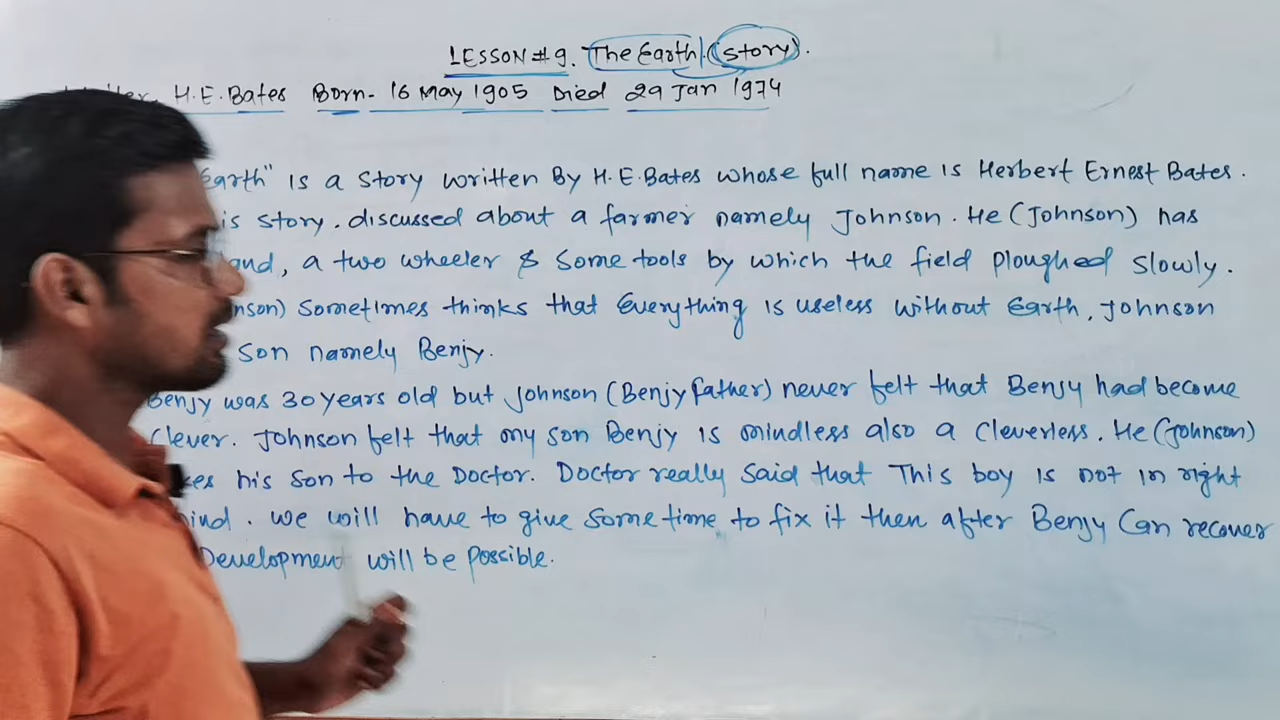 LESSON # 9. The Earth (Story).
H.E.Bates Born- 16 May 1905 Died 29 Jan 1974
Earth" is a story written By H.E.Bates whose full name is Herbert Ernest Bates.
is story. discussed about a farmer namely Johnson. He (Johnson) has
a two wheeler & some tools by which the field ploughed slowly.
Sometimes thinks that Everything is useless without Earth. Johnson
son namely Benjy.
Benjy was 30 years old but Johnson (Benjy father) never felt that Benjy had become
Clever. Johnson felt that my son Benjy is mindless also a cleverless. He (Johnson)
his son to the Doctor. Doctor really said that This boy is not in right
. We will have to give some time to fix it then after Benjy Can recover
Development will be possible.